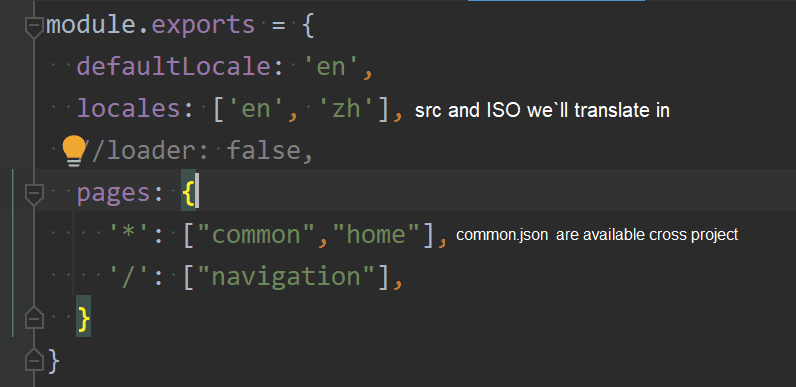 module.exports = {
defaultLocale: 'en',
locales: ['en', 'zh'], src and ISO we`ll translate in
//loader: false,
pages: {
'*': ["common","home"], common.json are available cross project
'/': ["navigation"],
}
}